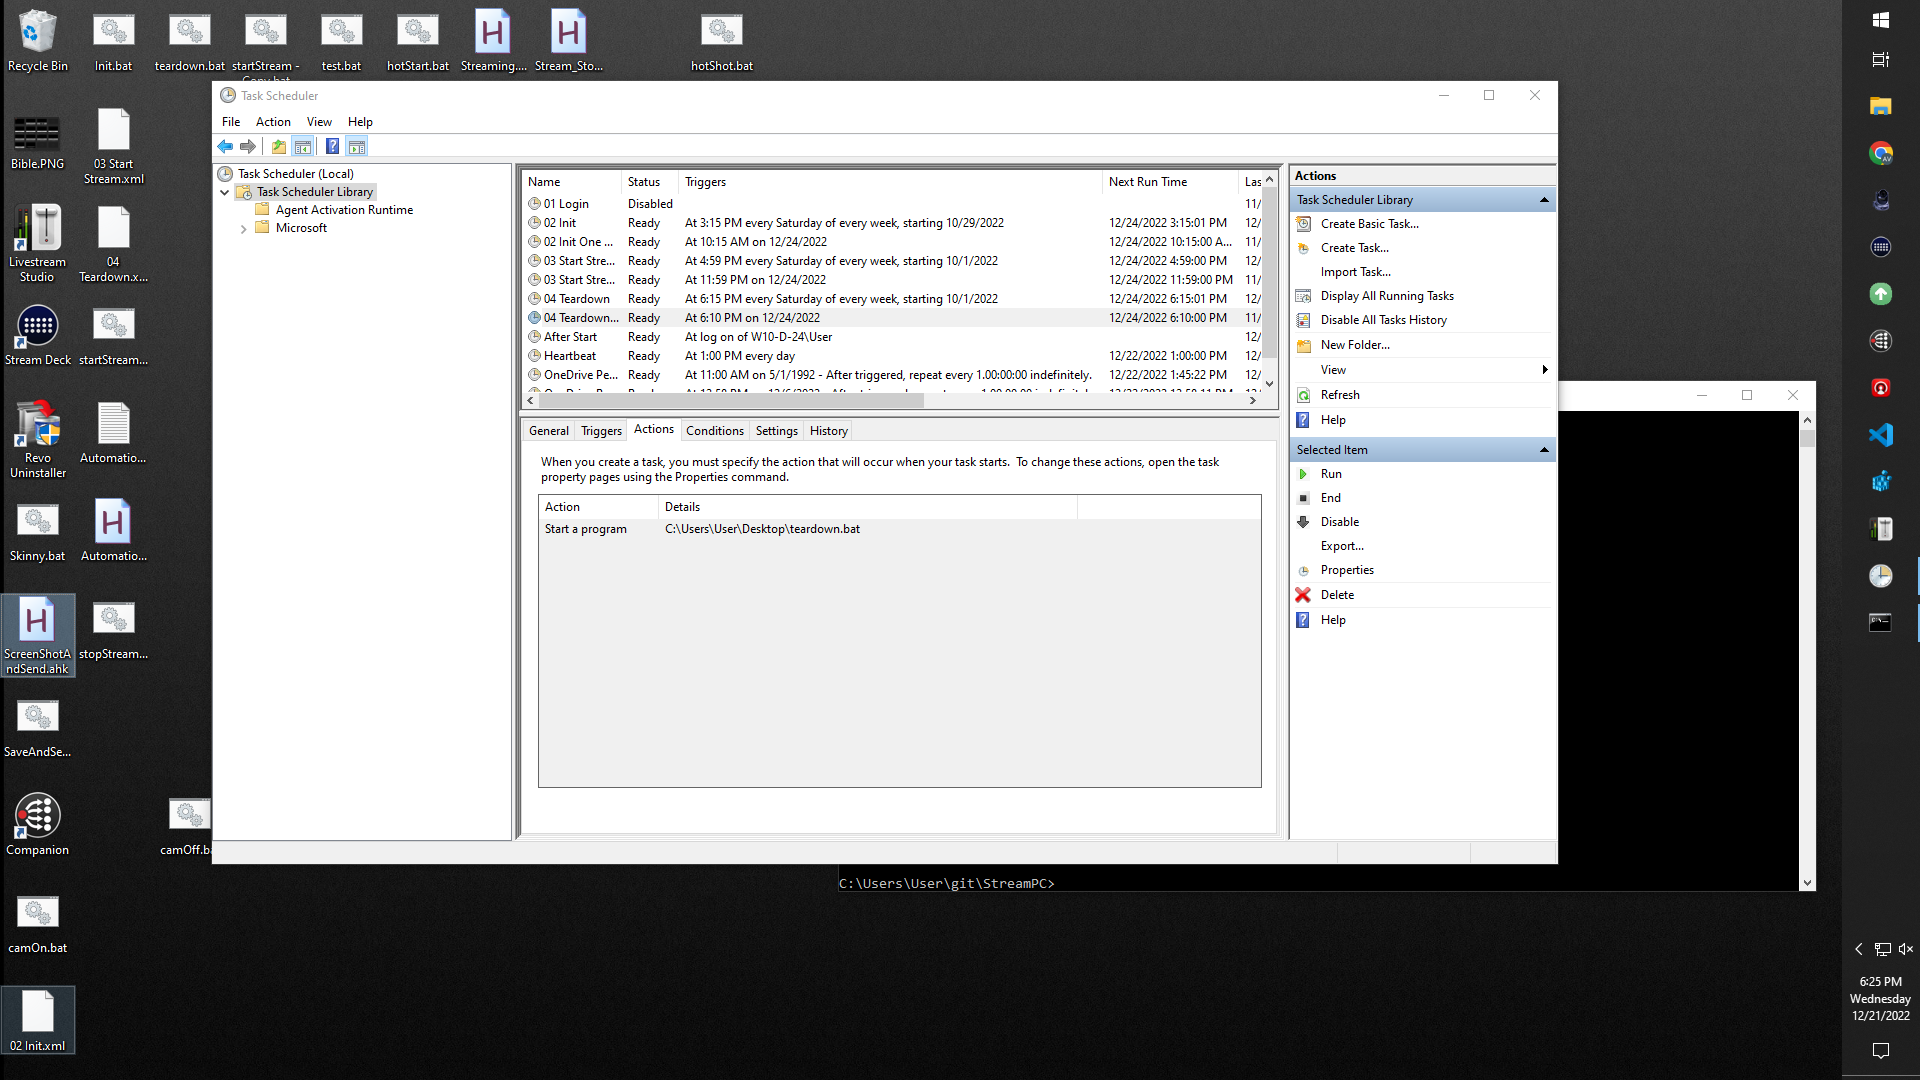 Recycle Bin
Init.bat
teardown.bat
startStream -
test.bat
hotStart.bat
Streaming....
Stream_Sto...
hotShot.bat
Bible.PNG
03 Start
Stream.xml
Livestream
Studio
04
Teardown.x...
Stream Deck
startStream...
Revo
Uninstaller
Automatio...
Skinny.bat
Automatio...
ScreenShotA
ndSend.ahk
stopStream...
SaveAndSe...
Companion
camOff.ba
camOn.bat
02 Init.xml
Task Scheduler
File Action View Help
Task Scheduler (Local)
Task Scheduler Library
Agent Activation Runtime
Microsoft
Name Status Triggers Next Run Time Las
01 Login Disabled 11/
02 Init Ready At 3:15 PM every Saturday of every week, starting 10/29/2022 12/24/2022 3:15:01 PM 12/
02 Init One ... Ready At 10:15 AM on 12/24/2022 12/24/2022 10:15:00 A... 11/
03 Start Stre... Ready At 4:59 PM every Saturday of every week, starting 10/1/2022 12/24/2022 4:59:00 PM 12/
03 Start Stre... Ready At 11:59 PM on 12/24/2022 12/24/2022 11:59:00 PM 11/
04 Teardown Ready At 6:15 PM every Saturday of every week, starting 10/1/2022 12/24/2022 6:15:01 PM 12/
04 Teardown... Ready At 6:10 PM on 12/24/2022 12/24/2022 6:10:00 PM 11/
After Start Ready At log on of W10-D-24\User 12/
Heartbeat Ready At 1:00 PM every day 12/22/2022 1:00:00 PM 12/
OneDrive Pe... Ready At 11:00 AM on 5/1/1992 - After triggered, repeat every 1.00:00:00 indefinitely. 12/22/2022 1:45:22 PM 12/
General Triggers Actions Conditions Settings History
When you create a task, you must specify the action that will occur when your task starts. To change these actions, open the task
property pages using the Properties command.
Action Details
Start a program C:\Users\User\Desktop\teardown.bat
Actions
Task Scheduler Library
Create Basic Task...
Create Task...
Import Task...
Display All Running Tasks
Disable All Tasks History
New Folder...
View
Refresh
Help
Selected Item
Run
End
Disable
Export...
Properties
Delete
Help
C:\Users\User\git\StreamPC>
6:25 PM
Wednesday
12/21/2022